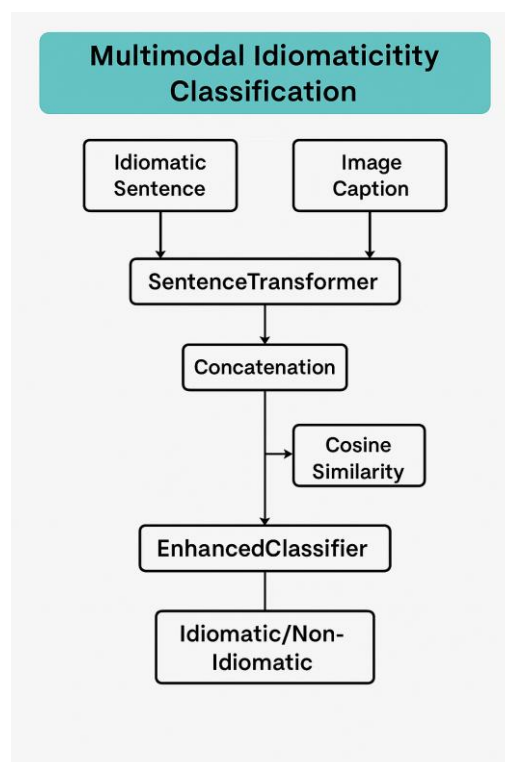 Multimodal Idiomaticitity
Classification
Idiomatic
Sentence
Image
Caption
SentenceTransformer
Concatenation
Cosine
Similarity
EnhancedClassifier
Idiomatic/Non-
Idiomatic